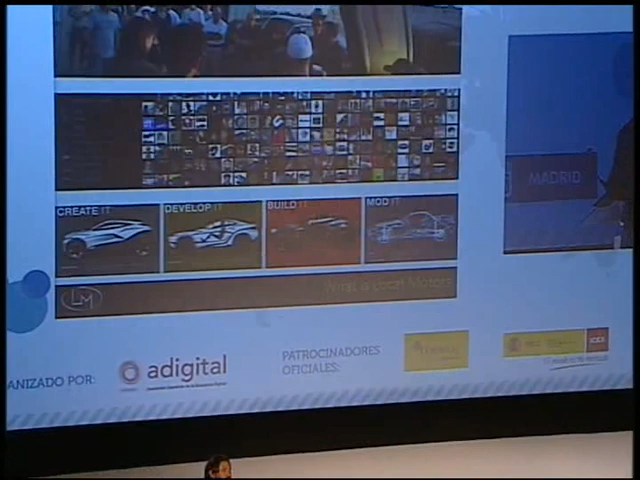 CREATE IT
DEVELOP IT
BUILD IT
MOD IT
LM
What is Local Motors
MADRID
ANIZADO POR:
adigital
PATROCINADORES
OFICIALES: